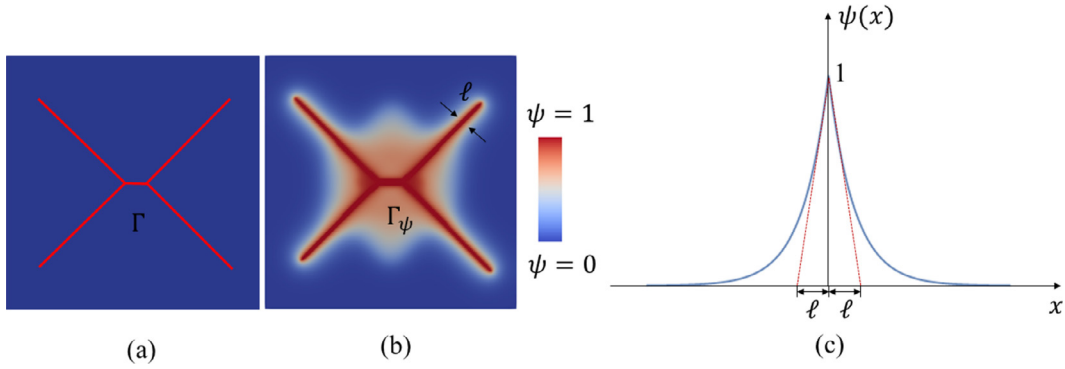 Γ
(a)
ℓ
Γψ
(b)
ψ = 1
ψ = 0
ψ(x)
1
ℓ ℓ
x
(c)